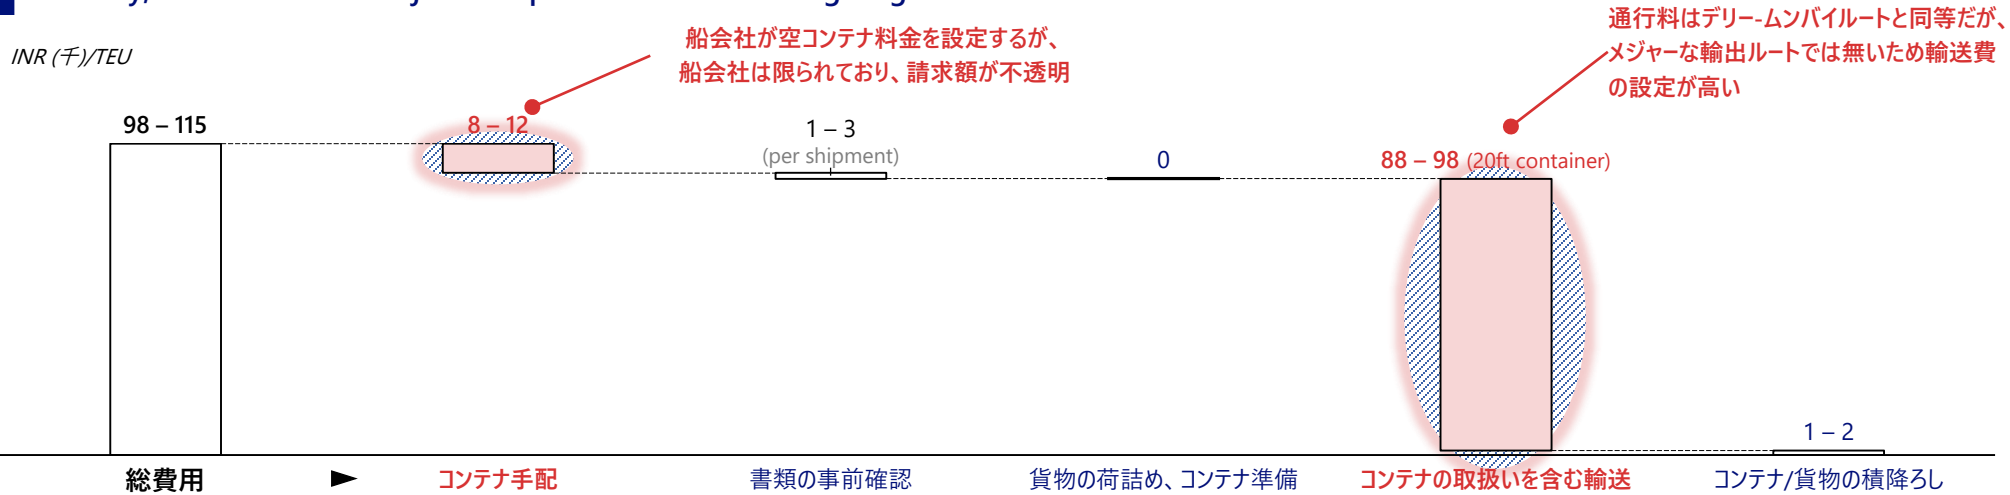 INR (千)/TEU
船会社が空コンテナ料金を設定するが、
船会社は限られており、請求額が不透明
通行料はデリー-ムンバイルートと同等だが、
メジャーな輸出ルートでは無いため輸送費
の設定が高い
98 – 115
8 – 12
1 – 3
(per shipment)
0
88 – 98 (20ft container)
1 – 2
総費用
コンテナ手配
書類の事前確認
貨物の荷詰め、コンテナ準備
コンテナの取扱いを含む輸送
コンテナ/貨物の積降ろし